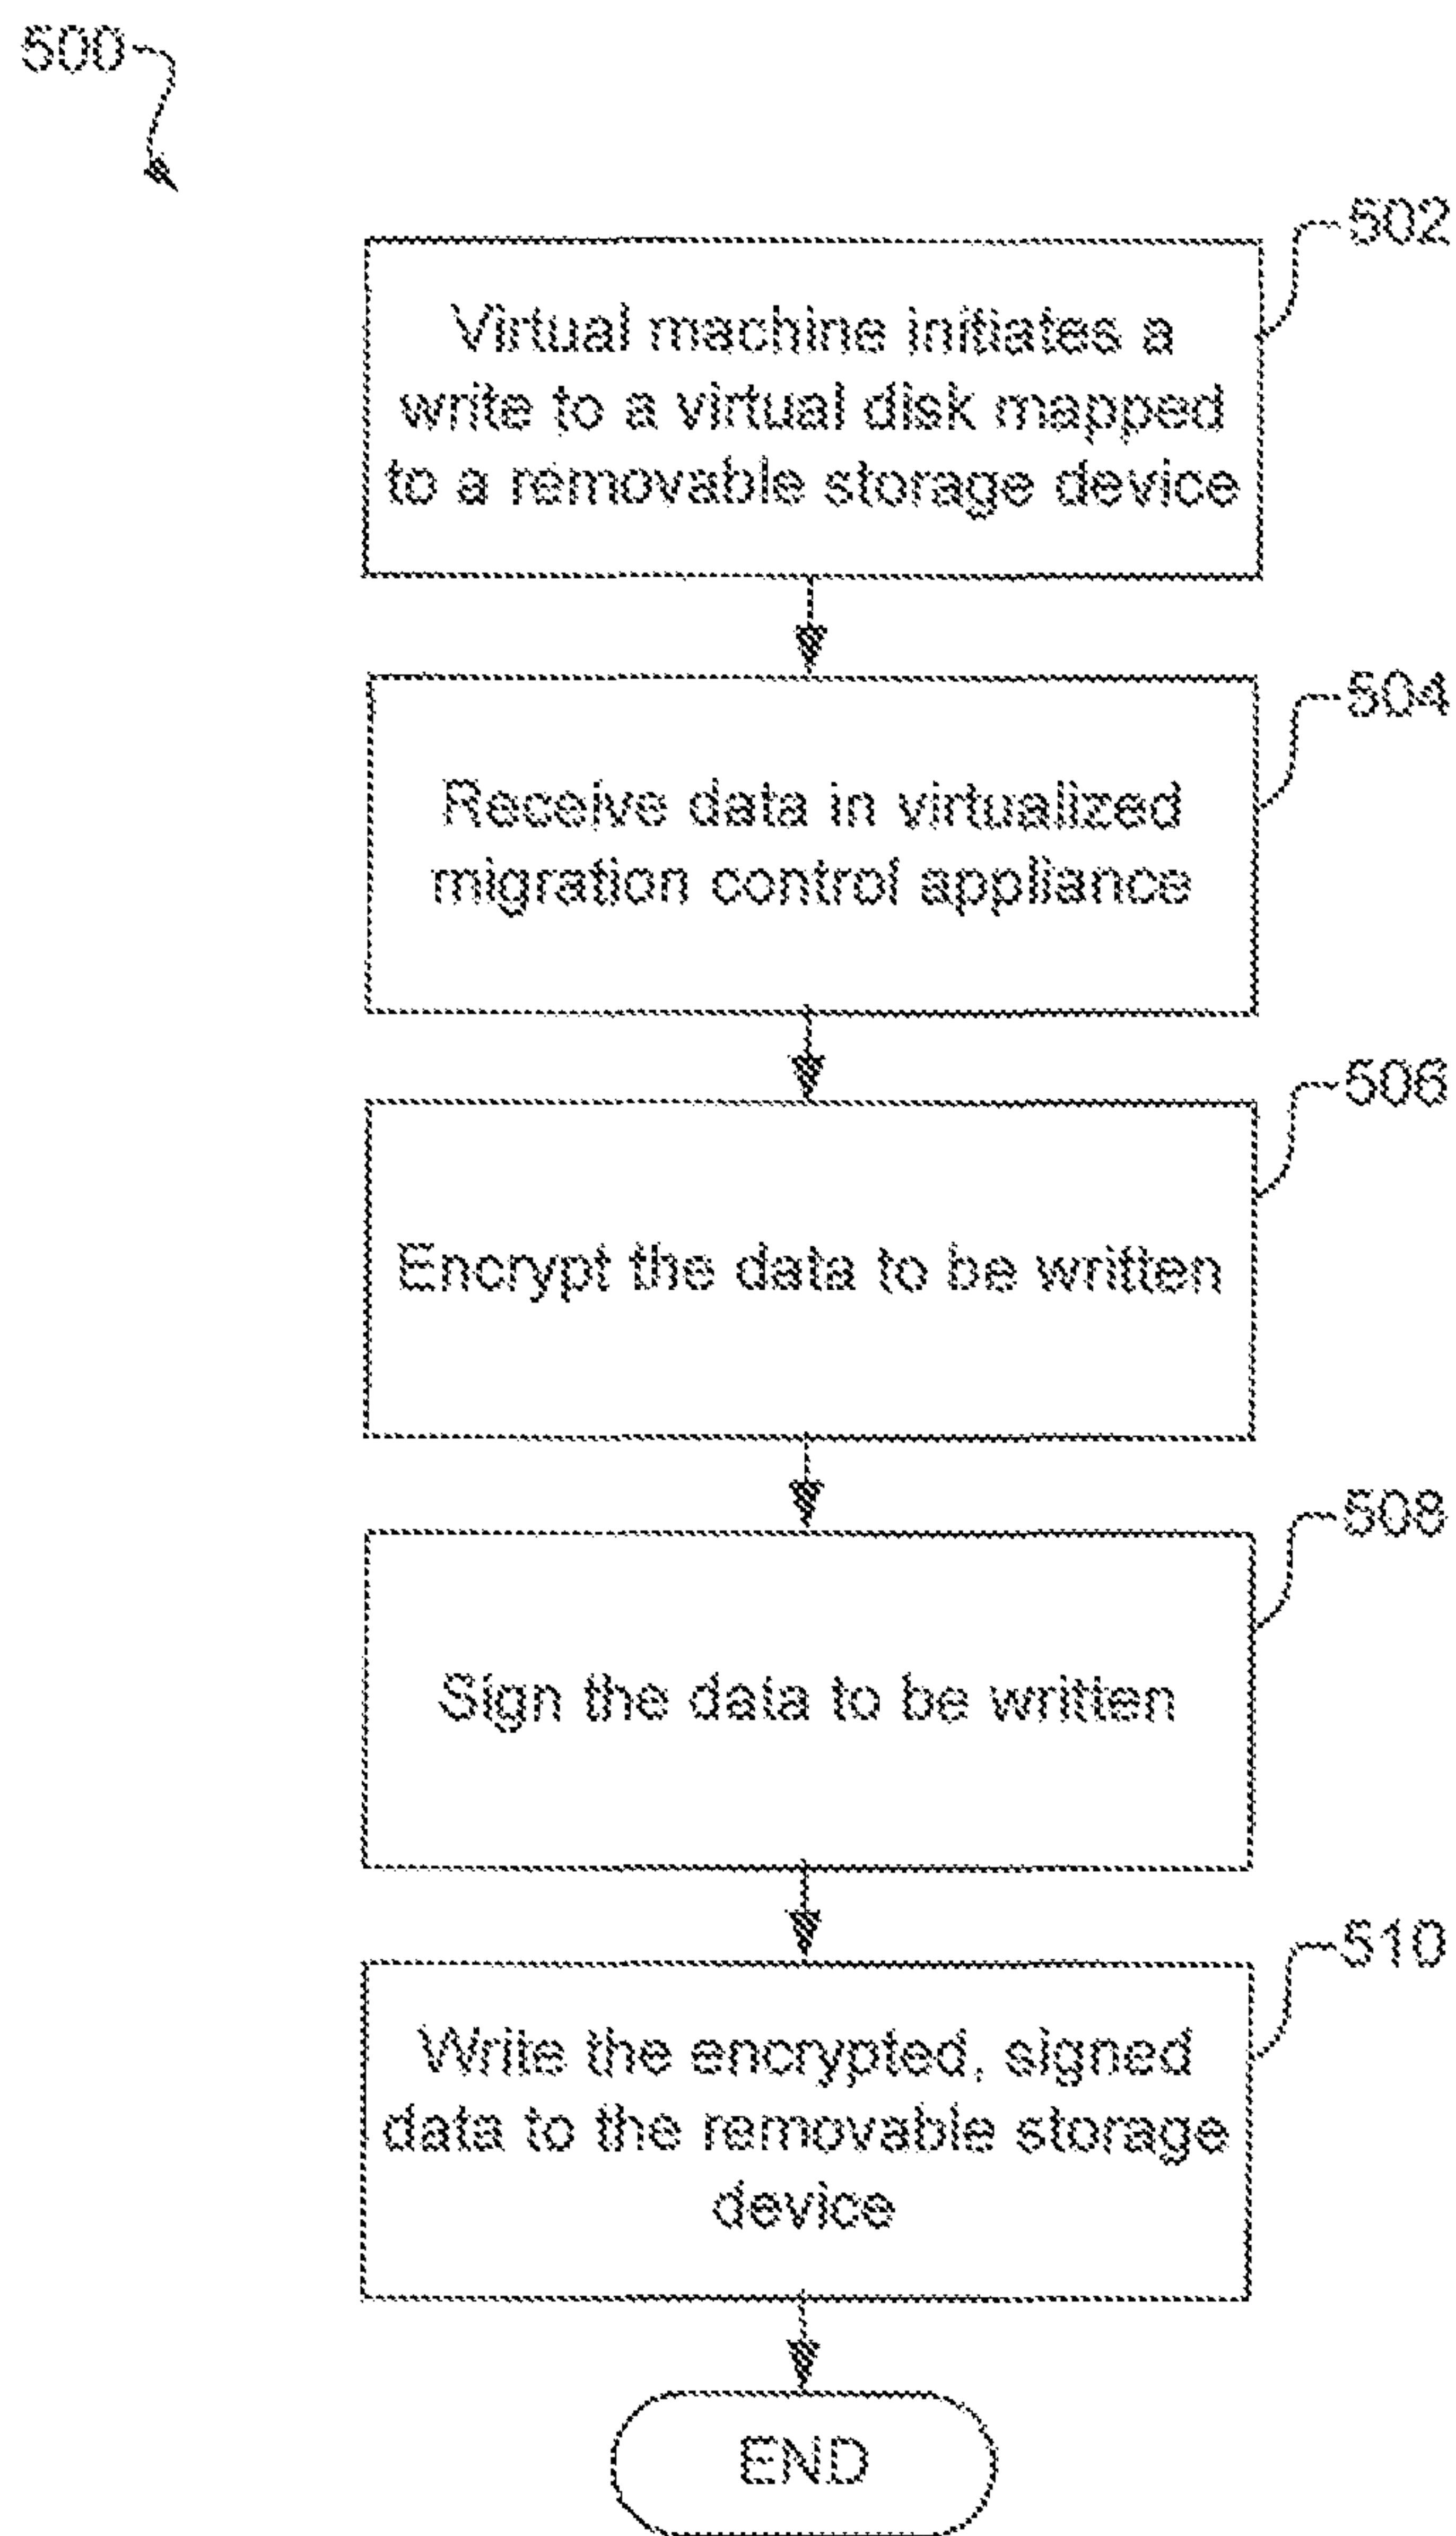 500
502
Virtual machine initiates a
write to a virtual disk mapped
to a removable storage device
504
Receive data in virtualized
migration control appliance
506
Encrypt the data to be written
508
Sign the data to be written
510
Write the encrypted, signed
data to the removable storage
device
END